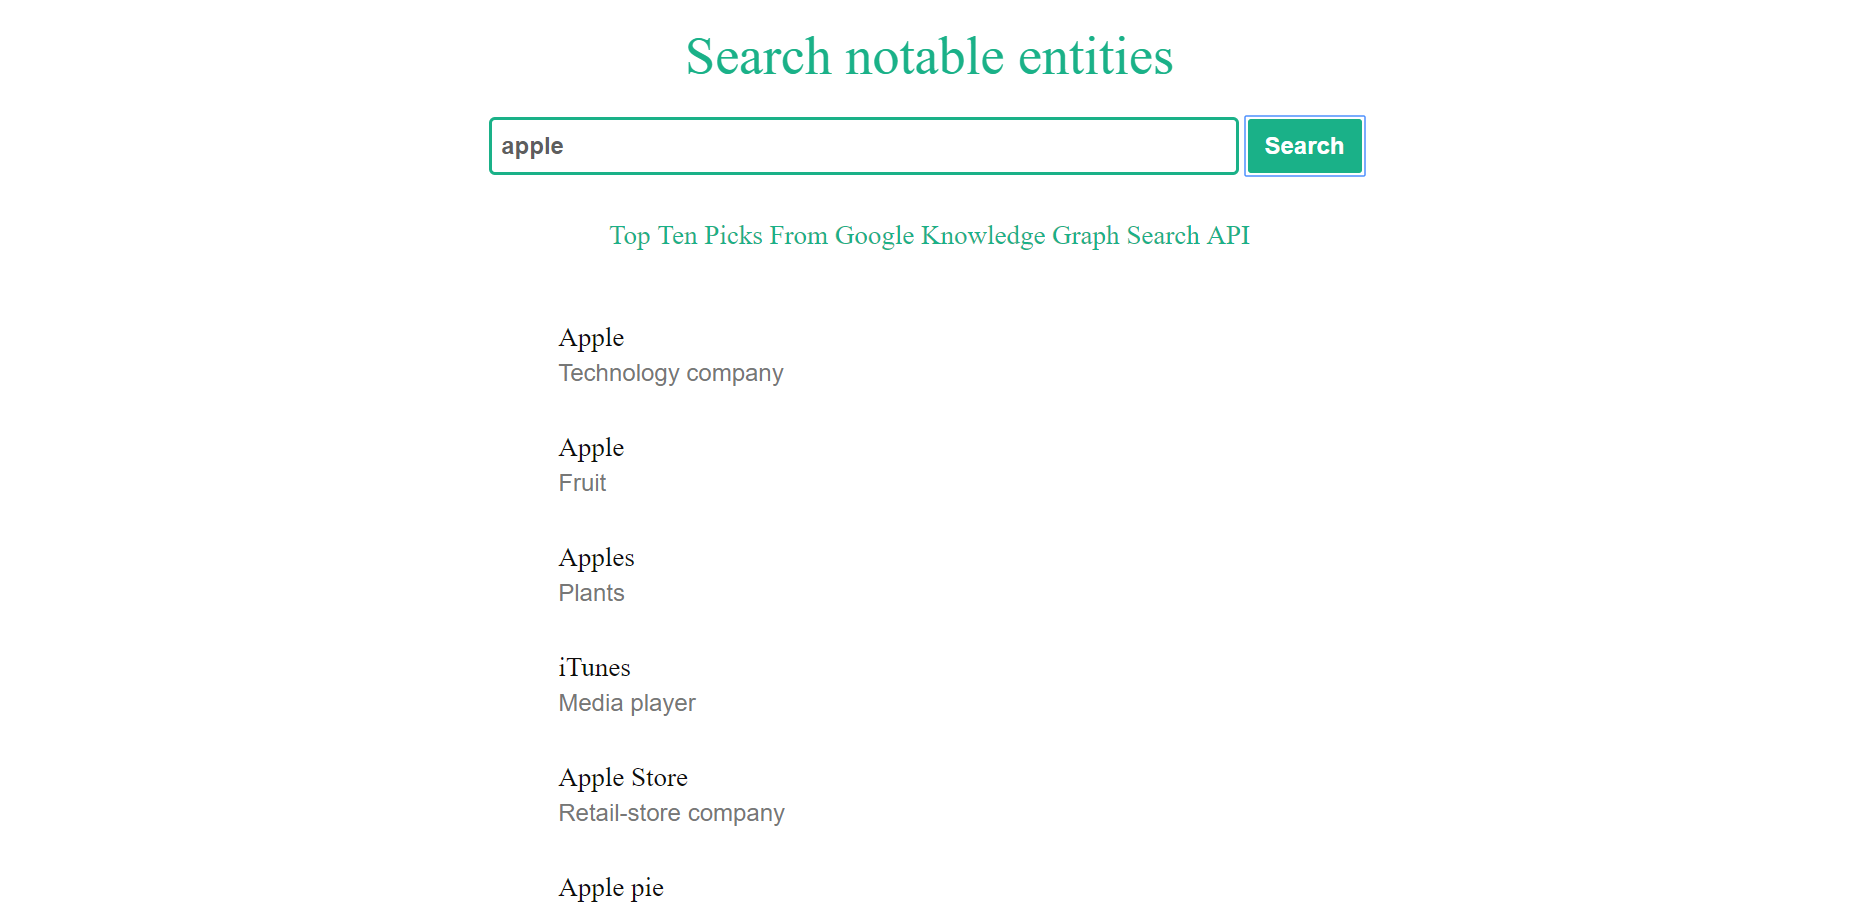 Search notable entities
apple
Search
Top Ten Picks From Google Knowledge Graph Search API
Apple
Technology company
Apple
Fruit
Apples
Plants
iTunes
Media player
Apple Store
Retail-store company
Apple pie